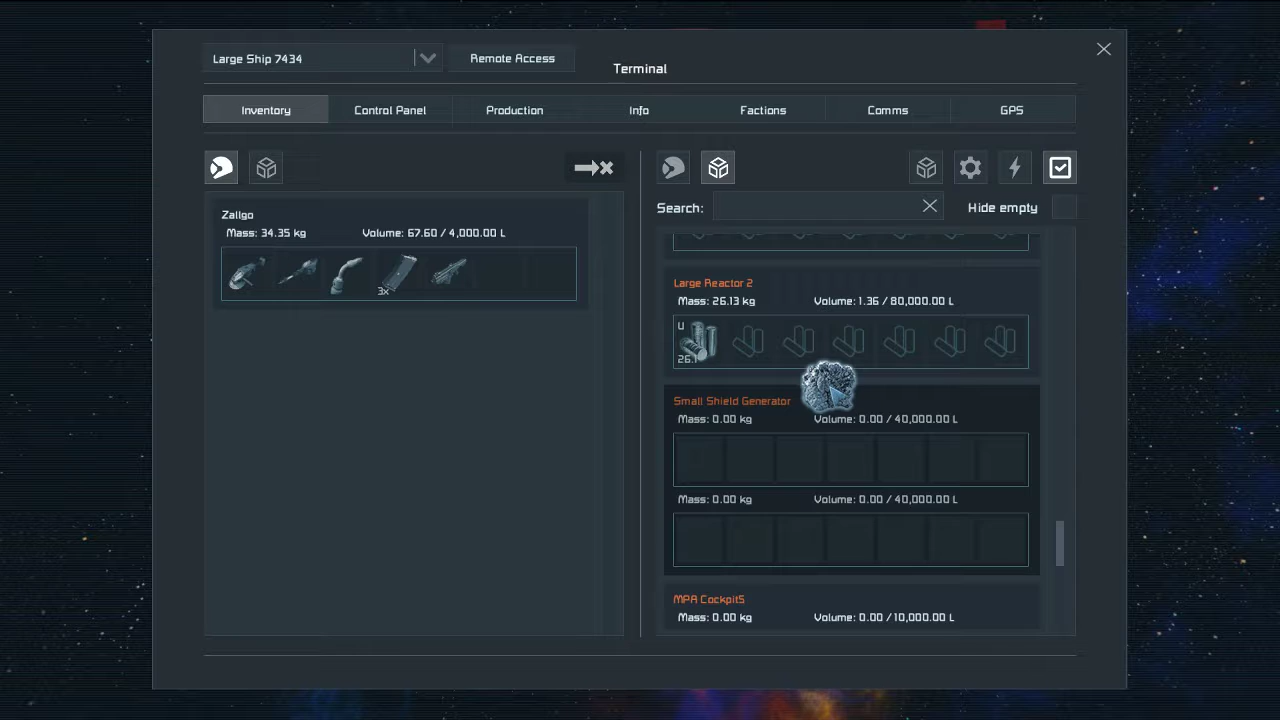 Large Ship 7434
Remote Access
Terminal
Inventory
Control Panel
Production
Info
Factions
Comms
GPS
Search:
Hide empty
Zallgo
Mass: 34.35 kg
Volume: 67.60 / 4,000.00 L
3x
Large Reactor 2
Mass: 26.13 kg
Volume: 1.36 / 80,000.00 L
U
26.1
Small Shield Generator
Mass: 0.00 kg
Volume: 0.00 / 40,000.00 L
Mass: 0.00 kg
Volume: 0.00 / 40,000.00 L
MPA Cockpit5
Mass: 0.00 kg
Volume: 0.00 / 10,000.00 L